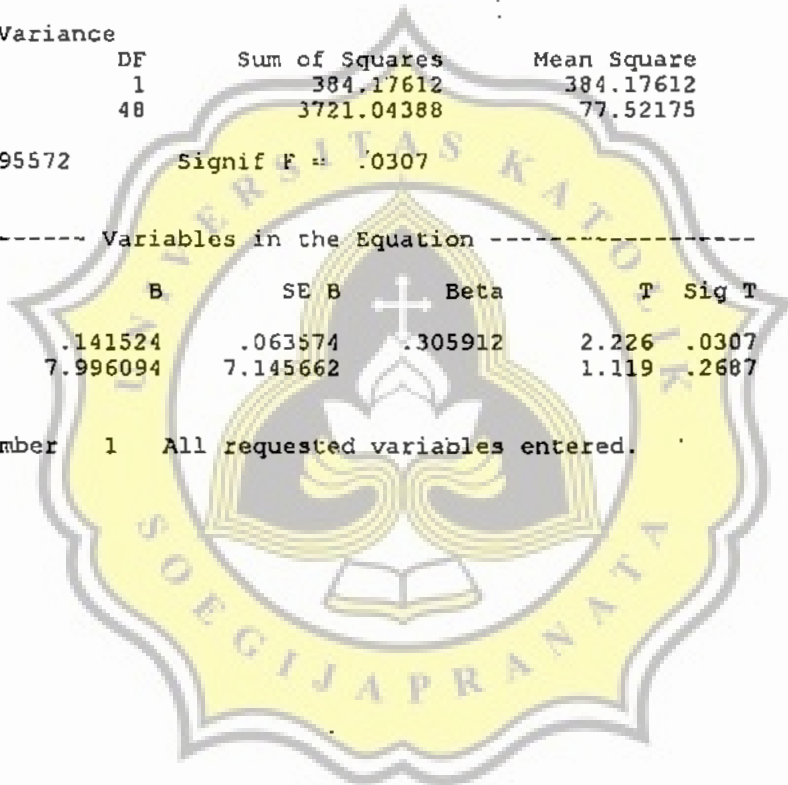 Variance
DF Sum of Squares Mean Square
1 384.17612 384.17612
48 3721.04388 77.52175
95572 Signif F = .0307
------ Variables in the Equation ------------------
B SE B Beta T Sig T
.141524 .063574 .305912 2.226 .0307
7.996094 7.145662 1.119 .2687
mber 1 All requested variables entered.
UNIVERSITAS KATOLIK
SOEGIJAPRANATA